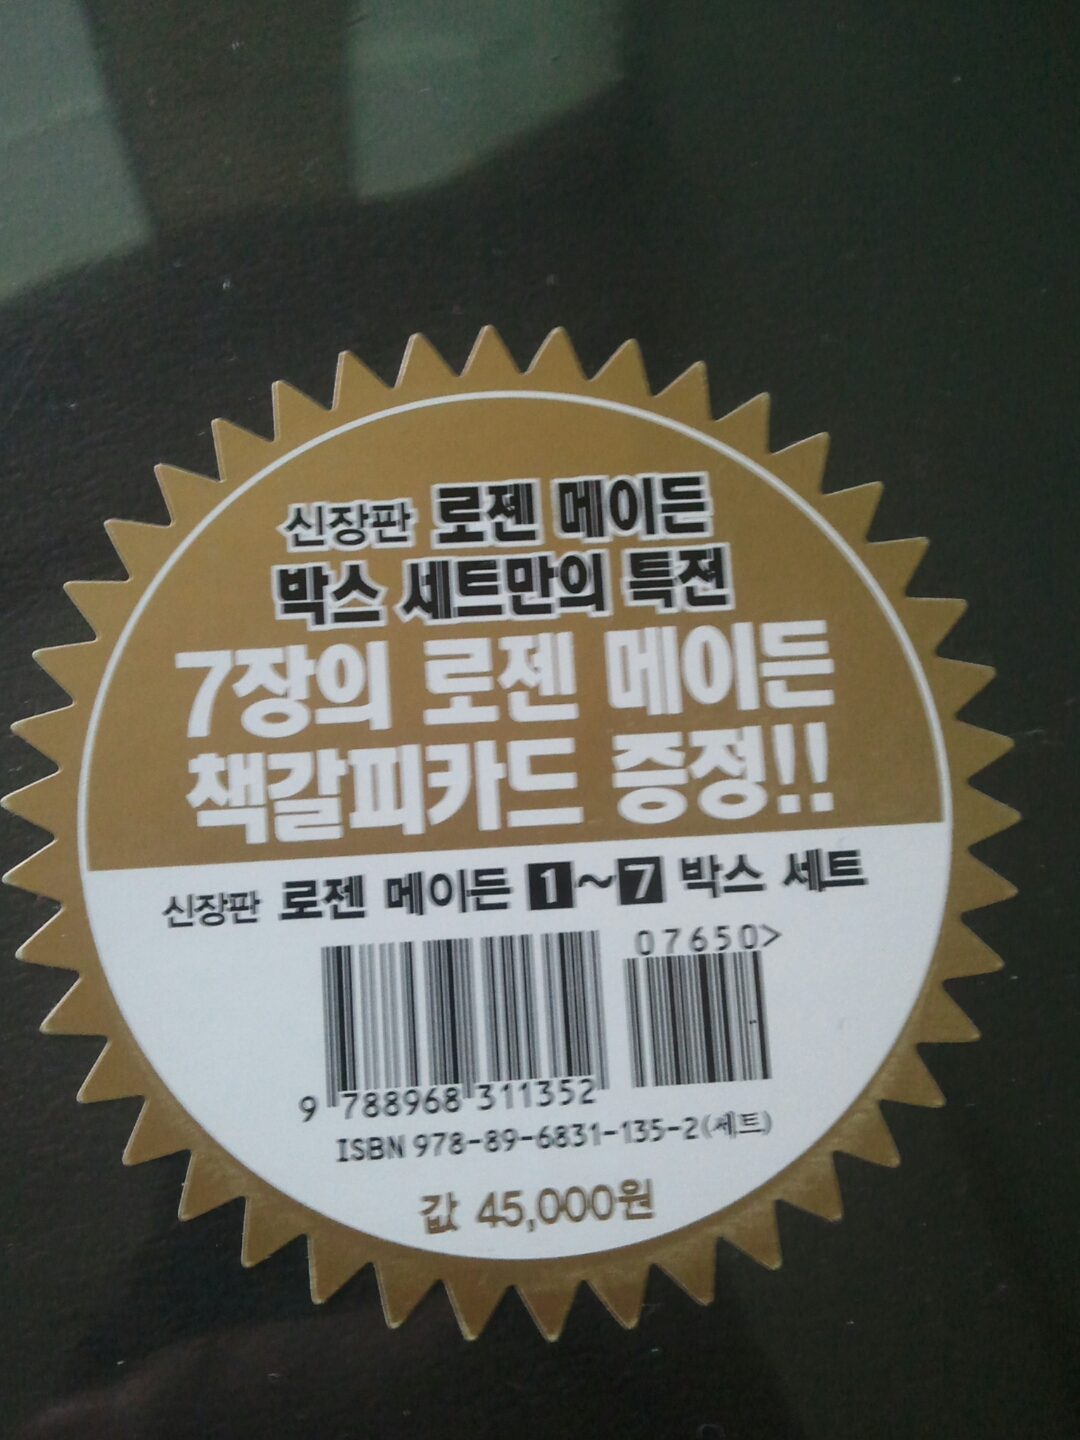 신장판 로젠 메이든
박스 세트만의 특전
7장의 로젠 메이든
책갈피카드 증정!!
신장판 로젠 메이든 1~7 박스 세트
07650>
9 788968 311352
ISBN 978-89-6831-135-2(세트)
값 45,000원